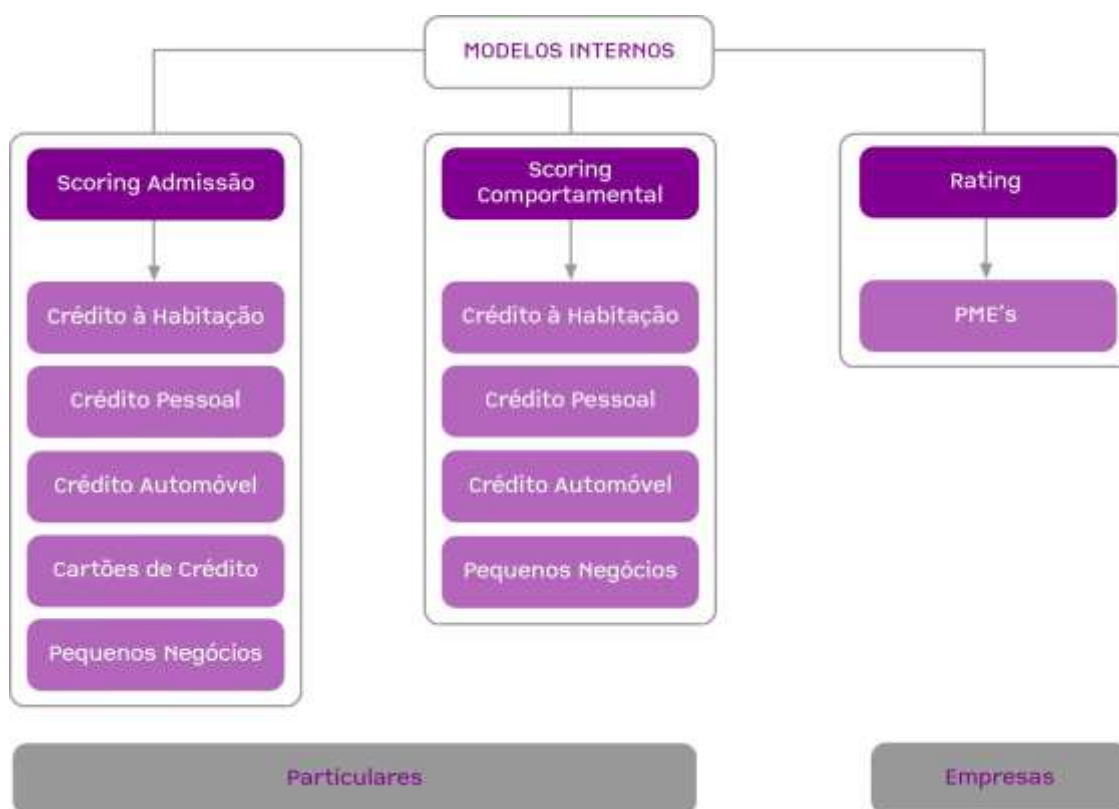 MODELOS INTERNOS
Scoring Admissão
Crédito à Habitação
Crédito Pessoal
Crédito Automóvel
Cartões de Crédito
Pequenos Negócios
Scoring
Comportamental
Crédito à Habitação
Crédito Pessoal
Crédito Automóvel
Pequenos Negócios
Rating
PME's
Particulares
Empresas